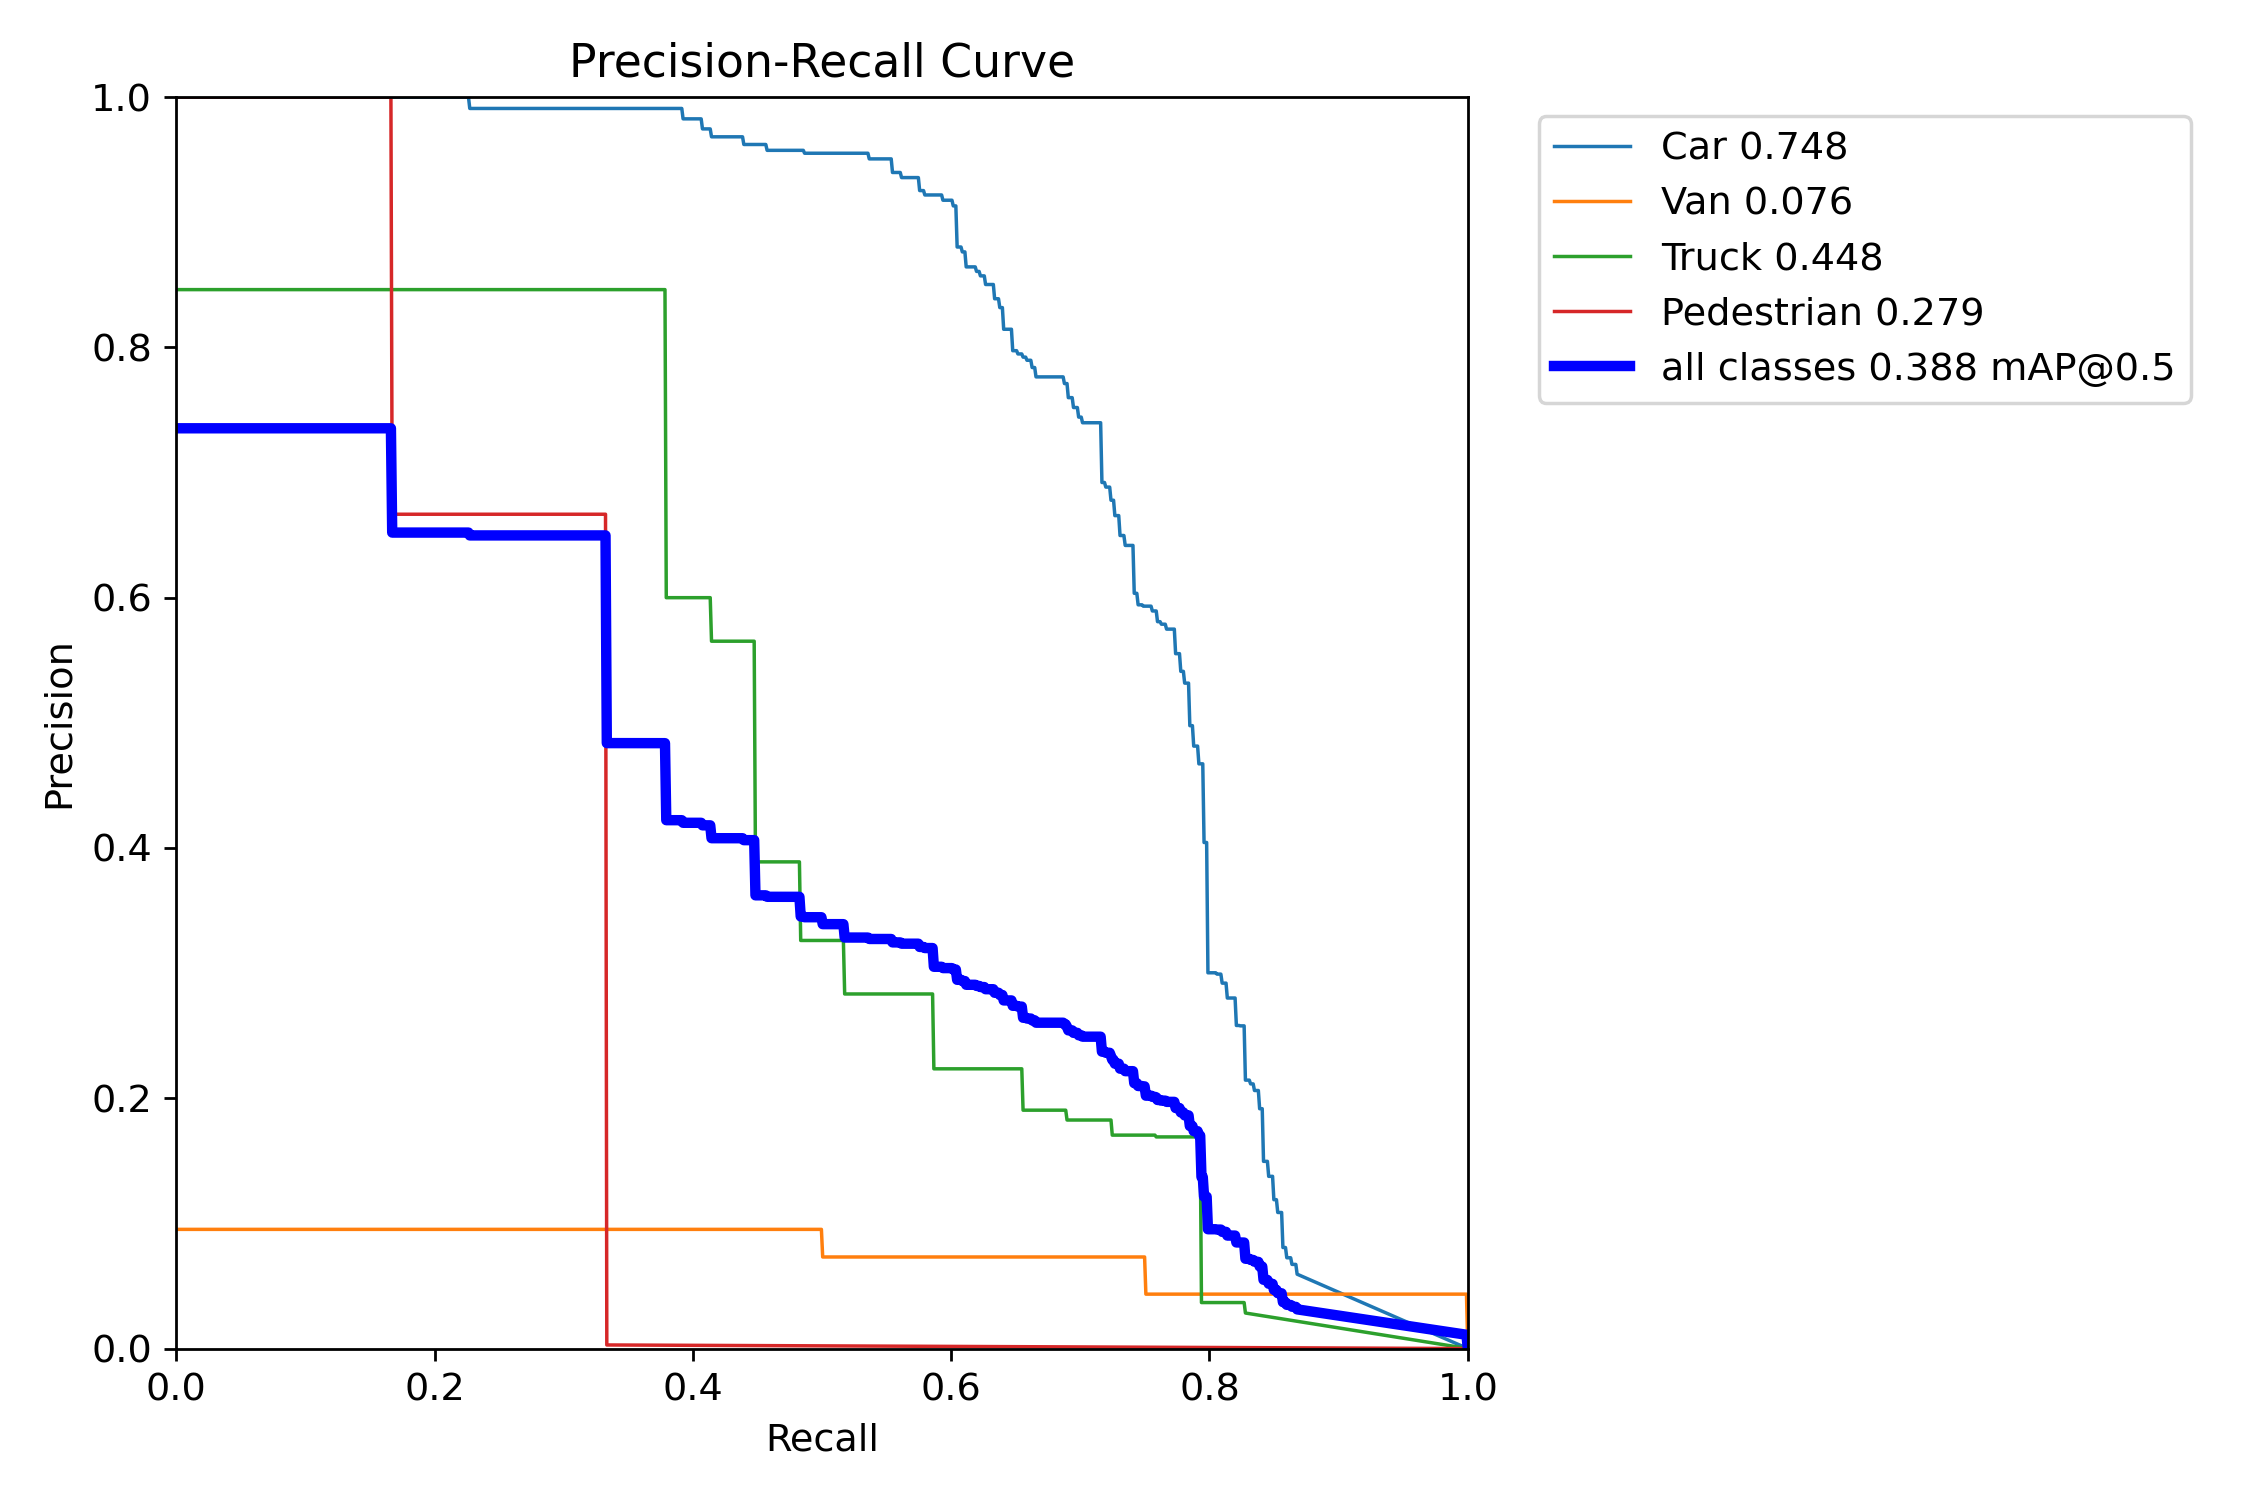 Precision-Recall Curve
1.0
0.8
0.6
0.4
0.2
0.0
Precision
0.0 0.2 0.4 0.6 0.8 1.0
Recall
Car 0.748
Van 0.076
Truck 0.448
Pedestrian 0.279
all classes 0.388 mAP@0.5